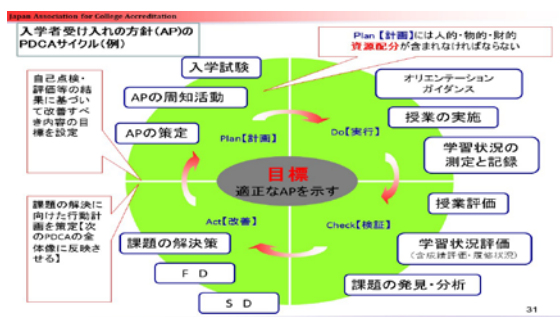 Japan Association for College Accreditation
入学者受け入れの方針(AP)の
PDCAサイクル(例)
Plan【計画】には人的・物的・財的
資源配分が含まれなければならない
入学試験
オリエンテーション
ガイダンス
自己点検・
評価等の結
果に基づい
て改善すべ
き内容の目
標を設定
APの周知活動
授業の実施
APの策定
Plan【計画】
Do【実行】
学習状況の
測定と記録
目標
適正なAPを示す
課題の解決に
向けた行動計
画を策定【次
のPDCAの全
体像に反映さ
せる】
授業評価
Act【改善】
Check【検証】
課題の解決策
学習状況評価
(含成績評価・履修状況)
FD
課題の発見・分析
SD
31